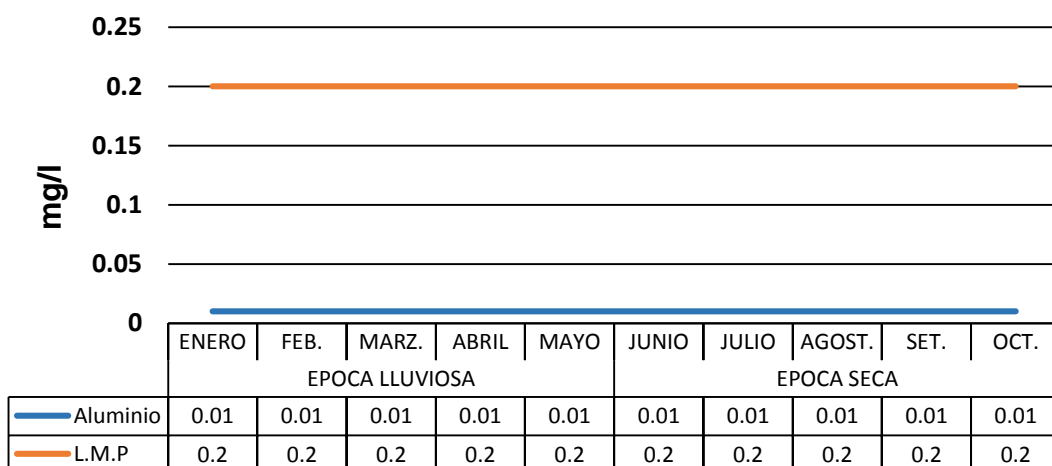 0.25
0.2
0.15
0.1
0.05
0
mg/l
ENERO FEB. MARZ. ABRIL MAYO JUNIO JULIO AGOST. SET. OCT.
EPOCA LLUVIOSA EPOCA SECA
Aluminio 0.01 0.01 0.01 0.01 0.01 0.01 0.01 0.01 0.01 0.01
L.M.P 0.2 0.2 0.2 0.2 0.2 0.2 0.2 0.2 0.2 0.2